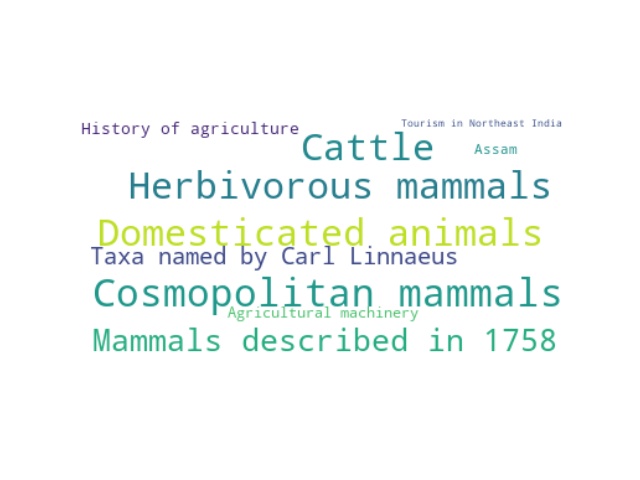 Tourism in Northeast India
History of agriculture
Cattle
Assam
Herbivorous mammals
Domesticated animals
Taxa named by Carl Linnaeus
Cosmopolitan mammals
Agricultural machinery
Mammals described in 1758